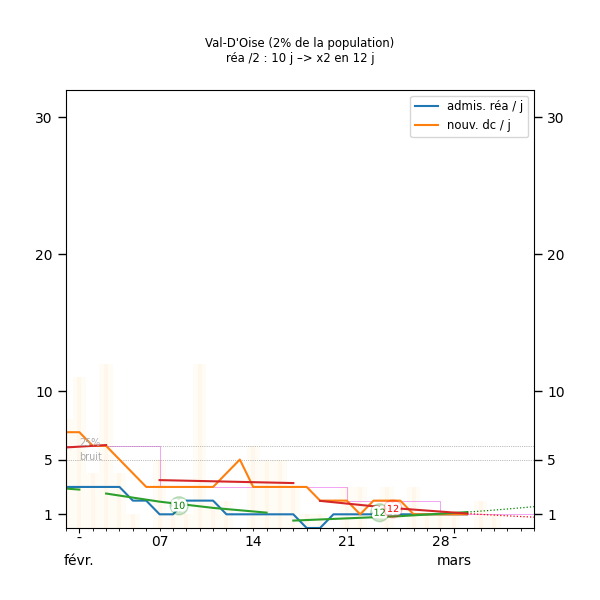 Val-D'Oise (2% de la population)
réa /2 : 10 j –> x2 en 12 j
admis. réa / j
nouv. dc / j
30
30
20
20
10
10
75%
5
5
bruit
10
12
12
1
1
07
14
21
28
févr.
mars